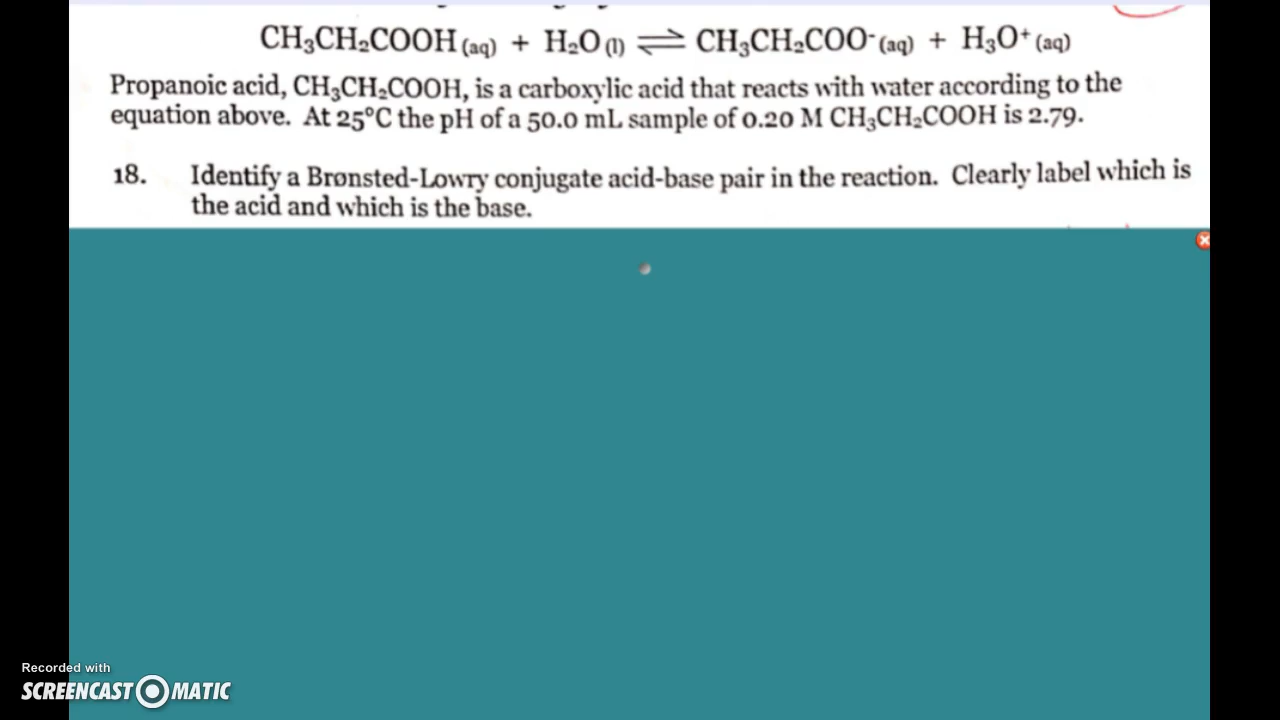 CH₃CH₂COOH (aq) + H₂O (l) ⇌ CH₃CH₂COO⁻ (aq) + H₃O⁺ (aq)
Propanoic acid, CH₃CH₂COOH, is a carboxylic acid that reacts with water according to the
equation above. At 25°C the pH of a 50.0 mL sample of 0.20 M CH₃CH₂COOH is 2.79.
18. Identify a Brønsted-Lowry conjugate acid-base pair in the reaction. Clearly label which is
the acid and which is the base.
Recorded with
SCREENCAST O MATIC